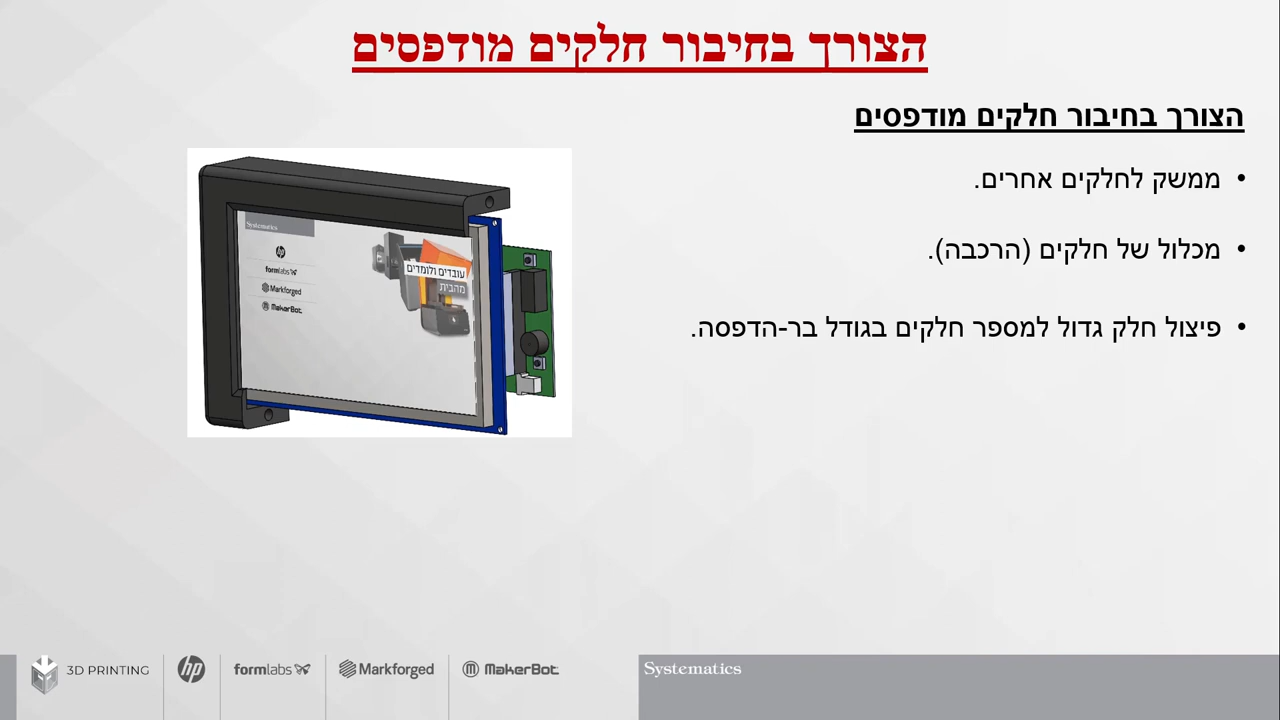 הצורך בחיבור חלקים מודפסים
הצורך בחיבור חלקים מודפסים
• ממשק לחלקים אחרים.
• מכלול של חלקים (הרכבה).
• פיצול חלק גדול למספר חלקים בגודל בר-הדפסה.
Systematics
hp
formlabs
Markforged
MakerBot
עובדים ולומדים
מהבית
3D PRINTING
hp
formlabs
Markforged
MakerBot
Systematics